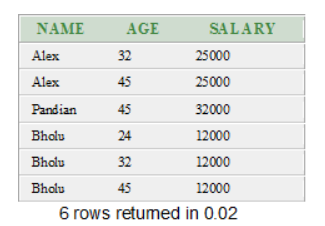 NAME AGE SALARY
Alex 32 25000
Alex 45 25000
Pandian 45 32000
Bholu 24 12000
Bholu 32 12000
Bholu 45 12000
6 rows returned in 0.02